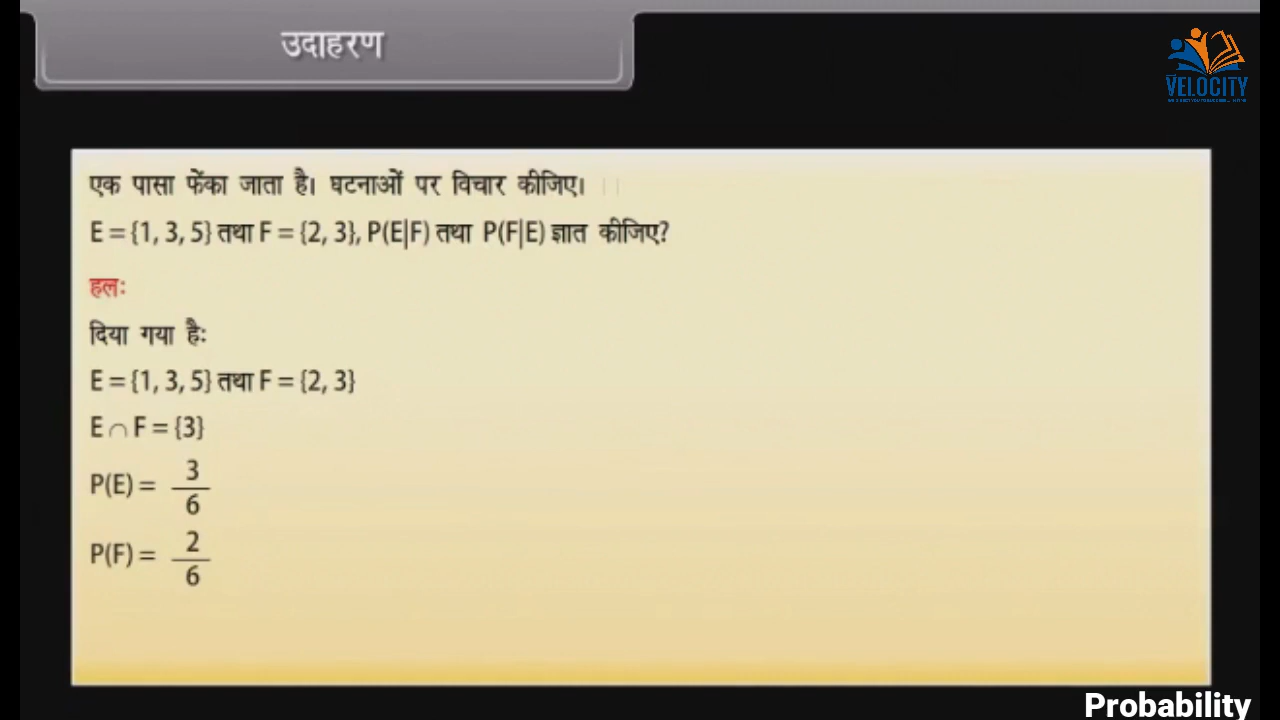 उदाहरण
VELOCITY
एक पासा फेंका जाता है। घटनाओं पर विचार कीजिए।
E = {1, 3, 5} तथा F = {2, 3}, P(E|F) तथा P(F|E) ज्ञात कीजिए?
हलः
दिया गया हैः
E = {1, 3, 5} तथा F = {2, 3}
E ∩ F = {3}
P(E) = 3/6
P(F) = 2/6
Probability